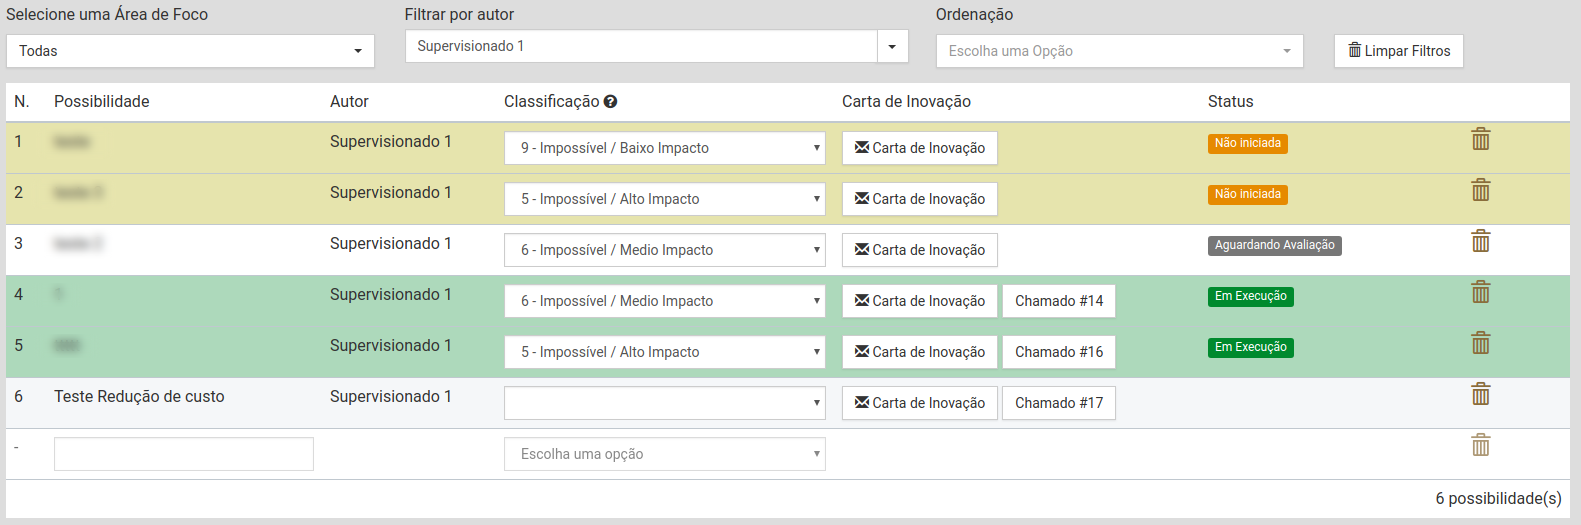 Selecione uma Área de Foco Filtrar por autor Ordenação
Todas Supervisionado 1 Escolha uma Opção Limpar Filtros
N. Possibilidade Autor Classificação Carta de Inovação Status
1 Supervisionado 1 9 - Impossível / Baixo Impacto Carta de Inovação Não iniciada
2 Supervisionado 1 5 - Impossível / Alto Impacto Carta de Inovação Não iniciada
3 Supervisionado 1 6 - Impossível / Medio Impacto Carta de Inovação Aguardando Avaliação
4 Supervisionado 1 6 - Impossível / Medio Impacto Carta de Inovação Chamado #14 Em Execução
5 Supervisionado 1 5 - Impossível / Alto Impacto Carta de Inovação Chamado #16 Em Execução
6 Teste Redução de custo Supervisionado 1 Carta de Inovação Chamado #17
- Escolha uma opção
6 possibilidade(s)